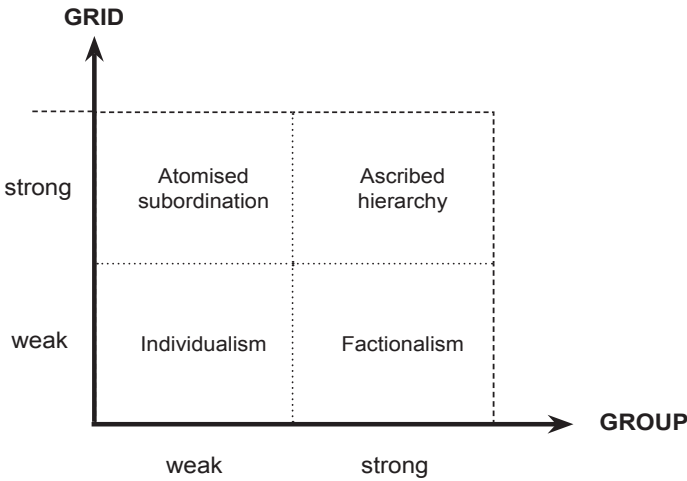 GRID
strong
Atomised
subordination
Ascribed
hierarchy
weak
Individualism
Factionalism
GROUP
weak
strong